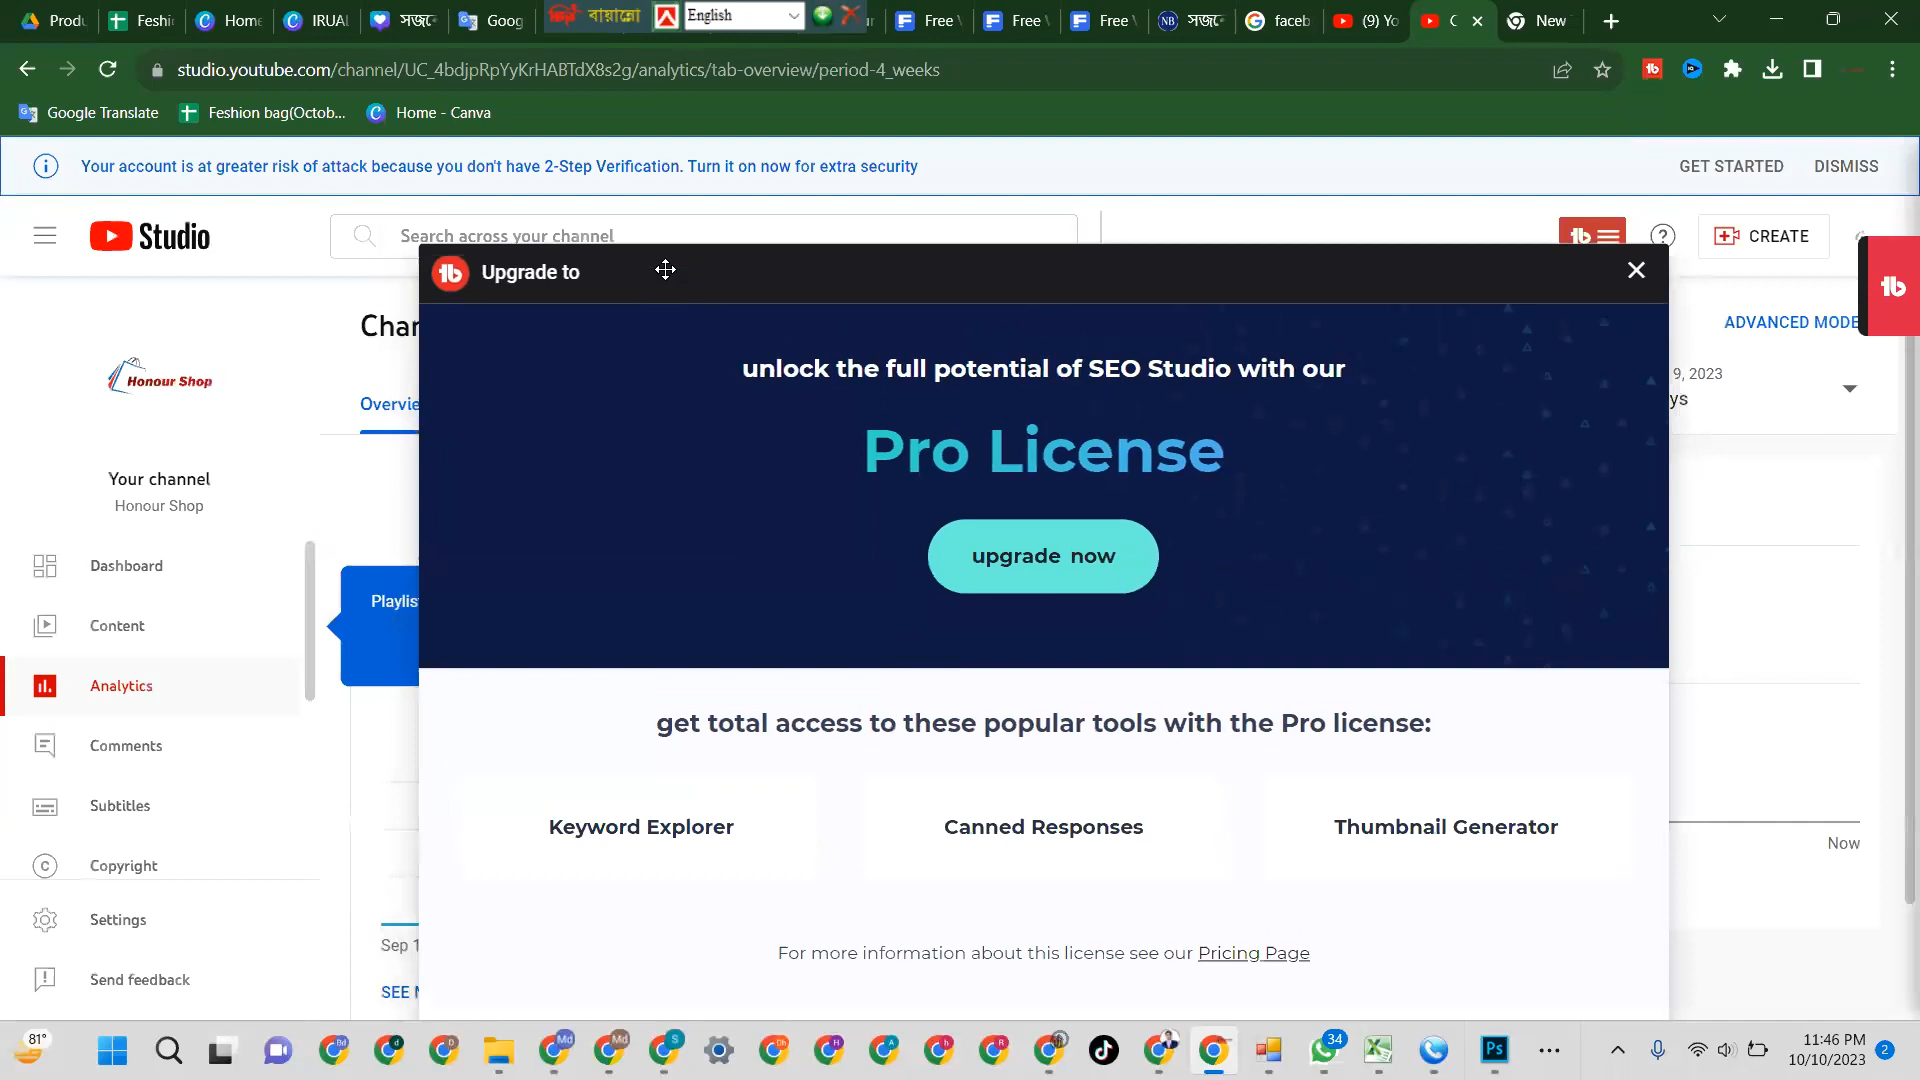 Produ
Feshi
Home
IRUAI
সজ
Goog
বায়ান্নো
English
Free
Free
Free
NB
সজ
faceb
(9) Yo
C
New
studio.youtube.com/channel/UC_4bdjpRpYyKrHABTdX8s2g/analytics/tab-overview/period-4_weeks
Google Translate
Feshion bag(Octob...
Home - Canva
Your account is at greater risk of attack because you don't have 2-Step Verification. Turn it on now for extra security
GET STARTED
DISMISS
Studio
Search across your channel
CREATE
Upgrade to
Chan
ADVANCED MODE
unlock the full potential of SEO Studio with our
9, 2023
ys
Honour Shop
Overvie
Pro License
Your channel
Honour Shop
upgrade now
Dashboard
Playlis
Content
Analytics
get total access to these popular tools with the Pro license:
Comments
Subtitles
Keyword Explorer
Canned Responses
Thumbnail Generator
Now
Copyright
Settings
Sep 1
For more information about this license see our Pricing Page
Send feedback
SEE M
81°
34
11:46 PM
10/10/2023
2